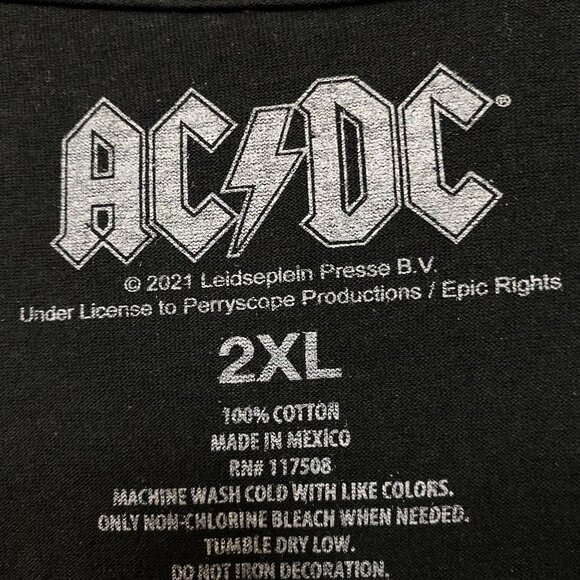 AC/DC®
© 2021 Leidseplein Presse B.V.
Under License to Perryscope Productions / Epic Rights
2XL
100% COTTON
MADE IN MEXICO
RN# 117508
MACHINE WASH COLD WITH LIKE COLORS.
ONLY NON-CHLORINE BLEACH WHEN NEEDED.
TUMBLE DRY LOW.
DO NOT IRON DECORATION.